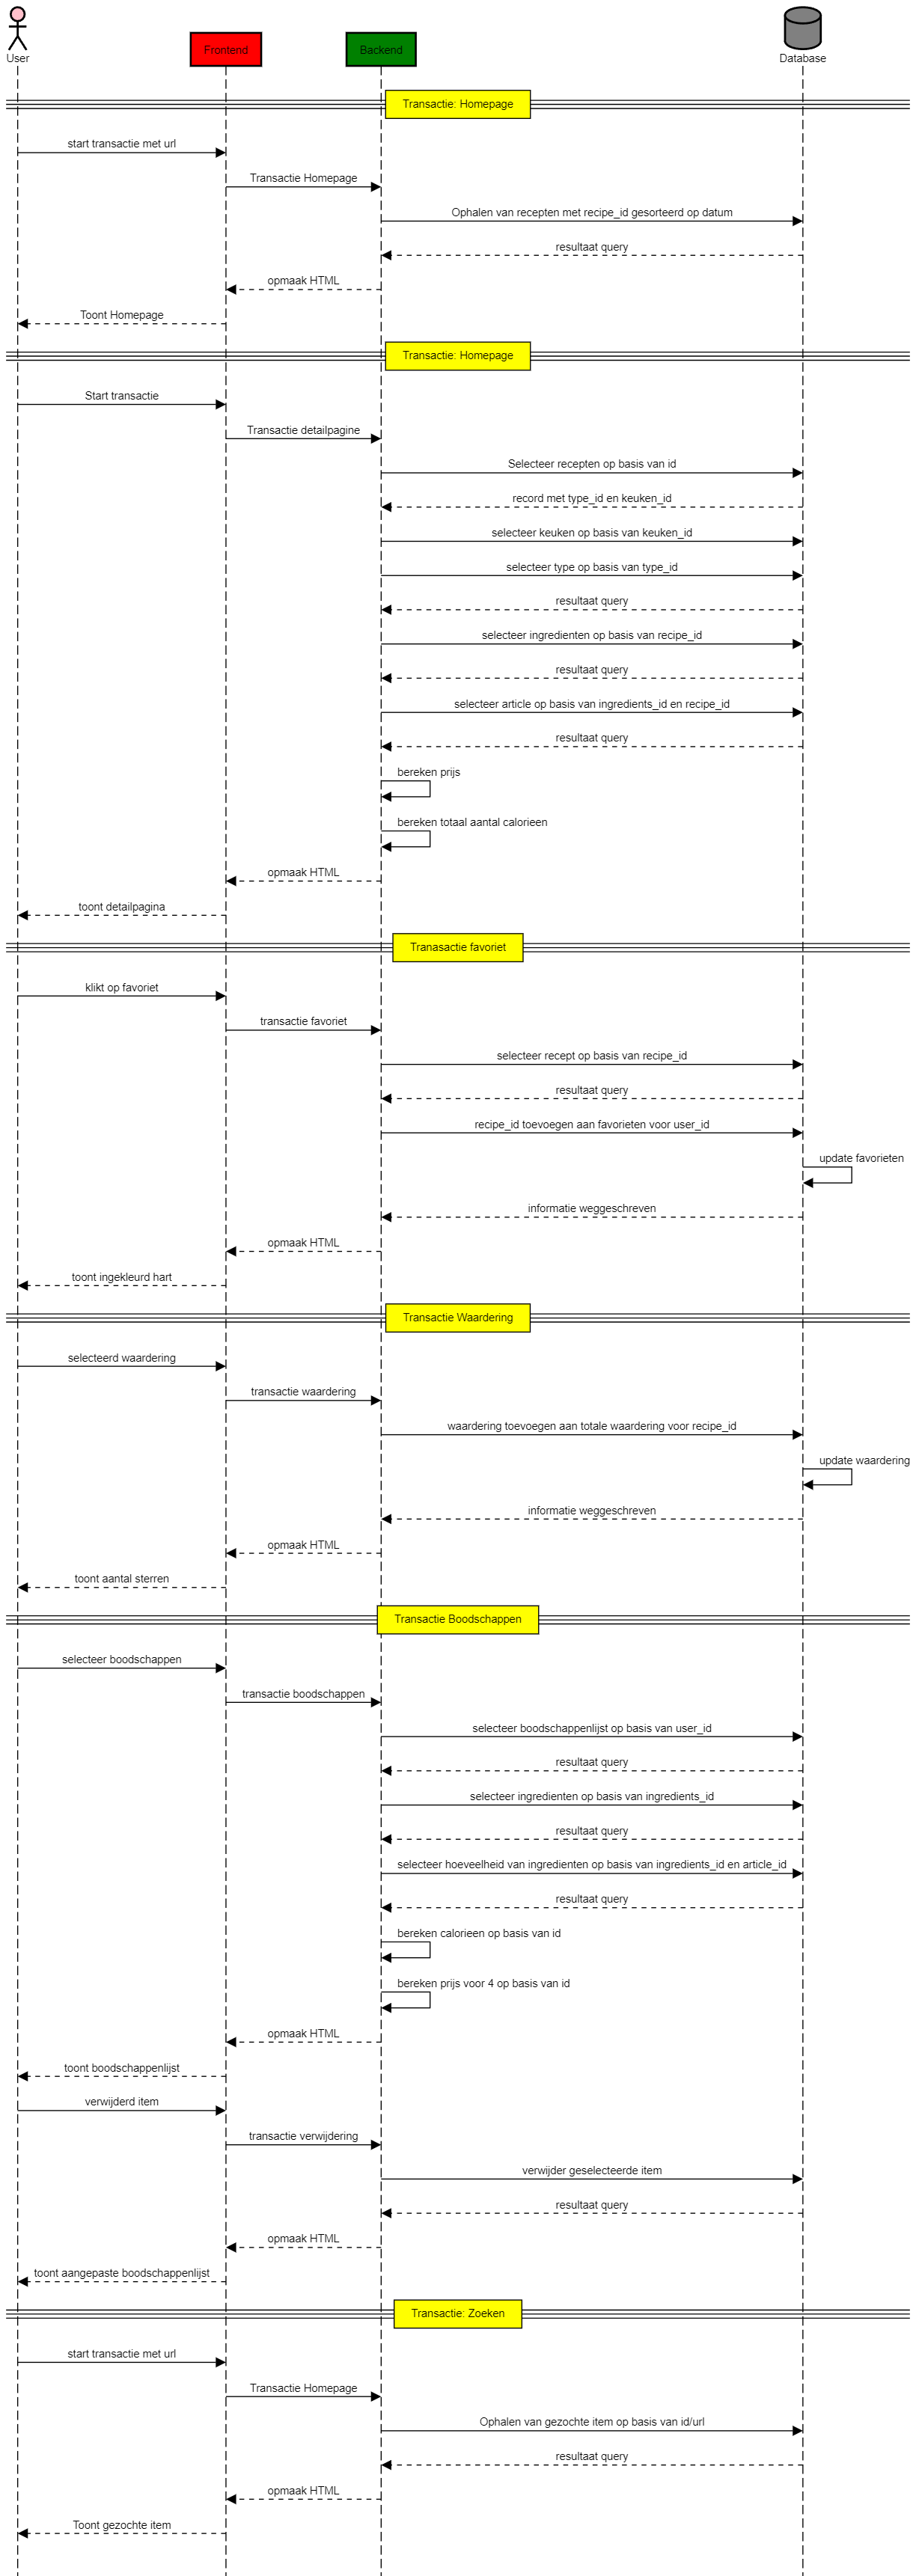 User
Frontend
Backend
Database
Transactie: Homepage
start transactie met url
Transactie Homepage
Ophalen van recepten met recipe_id gesorteerd op datum
resultaat query
opmaak HTML
Toont Homepage
Transactie: Homepage
Start transactie
Transactie detailpagine
Selecteer recepten op basis van id
record met type_id en keuken_id
selecteer keuken op basis van keuken_id
selecteer type op basis van type_id
resultaat query
selecteer ingredienten op basis van recipe_id
resultaat query
selecteer article op basis van ingredients_id en recipe_id
resultaat query
bereken prijs
bereken totaal aantal calorieen
opmaak HTML
toont detailpagina
Tranasactie favoriet
klikt op favoriet
transactie favoriet
selecteer recept op basis van recipe_id
resultaat query
recipe_id toevoegen aan favorieten voor user_id
update favorieten
informatie weggeschreven
opmaak HTML
toont ingekleurd hart
Transactie Waardering
selecteerd waardering
transactie waardering
waardering toevoegen aan totale waardering voor recipe_id
update waardering
informatie weggeschreven
opmaak HTML
toont aantal sterren
Transactie Boodschappen
selecteer boodschappen
transactie boodschappen
selecteer boodschappenlijst op basis van user_id
resultaat query
selecteer ingredienten op basis van ingredients_id
resultaat query
selecteer hoeveelheid van ingredienten op basis van ingredients_id en article_id
resultaat query
bereken calorieen op basis van id
bereken prijs voor 4 op basis van id
opmaak HTML
toont boodschappenlijst
verwijderd item
transactie verwijdering
verwijder geselecteerde item
resultaat query
opmaak HTML
toont aangepaste boodschappenlijst
Transactie: Zoeken
start transactie met url
Transactie Homepage
Ophalen van gezochte item op basis van id/url
resultaat query
opmaak HTML
Toont gezochte item